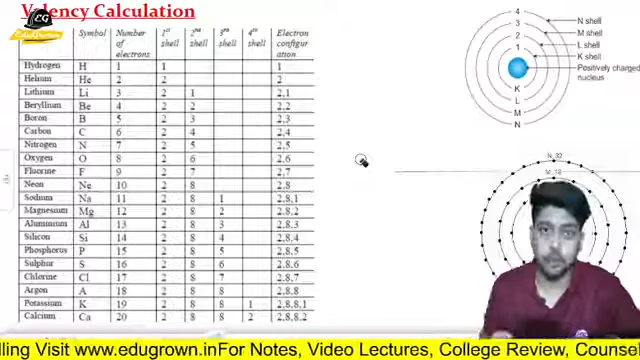 Valency Calculation
EG
Edugrown
Symbol Number of electrons 1st shell 2nd shell 3rd shell 4th shell Electron configur ation
Hydrogen H 1 1 1
Helium He 2 2 2
Lithium Li 3 2 1 2,1
Beryllium Be 4 2 2 2,2
Boron B 5 2 3 2,3
Carbon C 6 2 4 2,4
Nitrogen N 7 2 5 2,5
Oxygen O 8 2 6 2,6
Fluorine F 9 2 7 2,7
Neon Ne 10 2 8 2,8
Sodium Na 11 2 8 1 2,8,1
Magnesium Mg 12 2 8 2 2,8,2
Aluminium Al 13 2 8 3 2,8,3
Silicon Si 14 2 8 4 2,8,4
Phosphorus P 15 2 8 5 2,8,5
Sulphur S 16 2 8 6 2,8,6
Chlorine Cl 17 2 8 7 2,8,7
Argon A 18 2 8 8 2,8,8
Potassium K 19 2 8 8 1 2,8,8,1
Calcium Ca 20 2 8 8 2 2,8,8,2
4
3
2
1
N shell
M shell
L shell
K shell
Positively charged
nucleus
K
L
M
N
N, 32
M, 18
lling Visit www.edugrown.inFor Notes, Video Lectures, College Review, Counsel